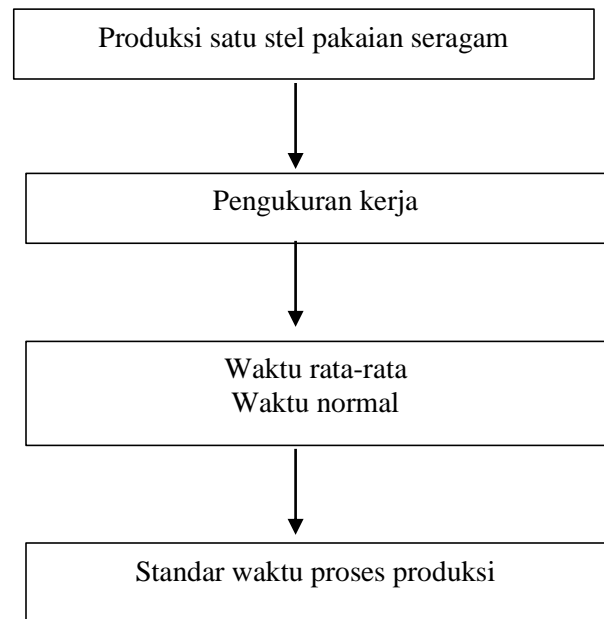 Produksi satu stel pakaian seragam
Pengukuran kerja
Waktu rata-rata
Waktu normal
Standar waktu proses produksi